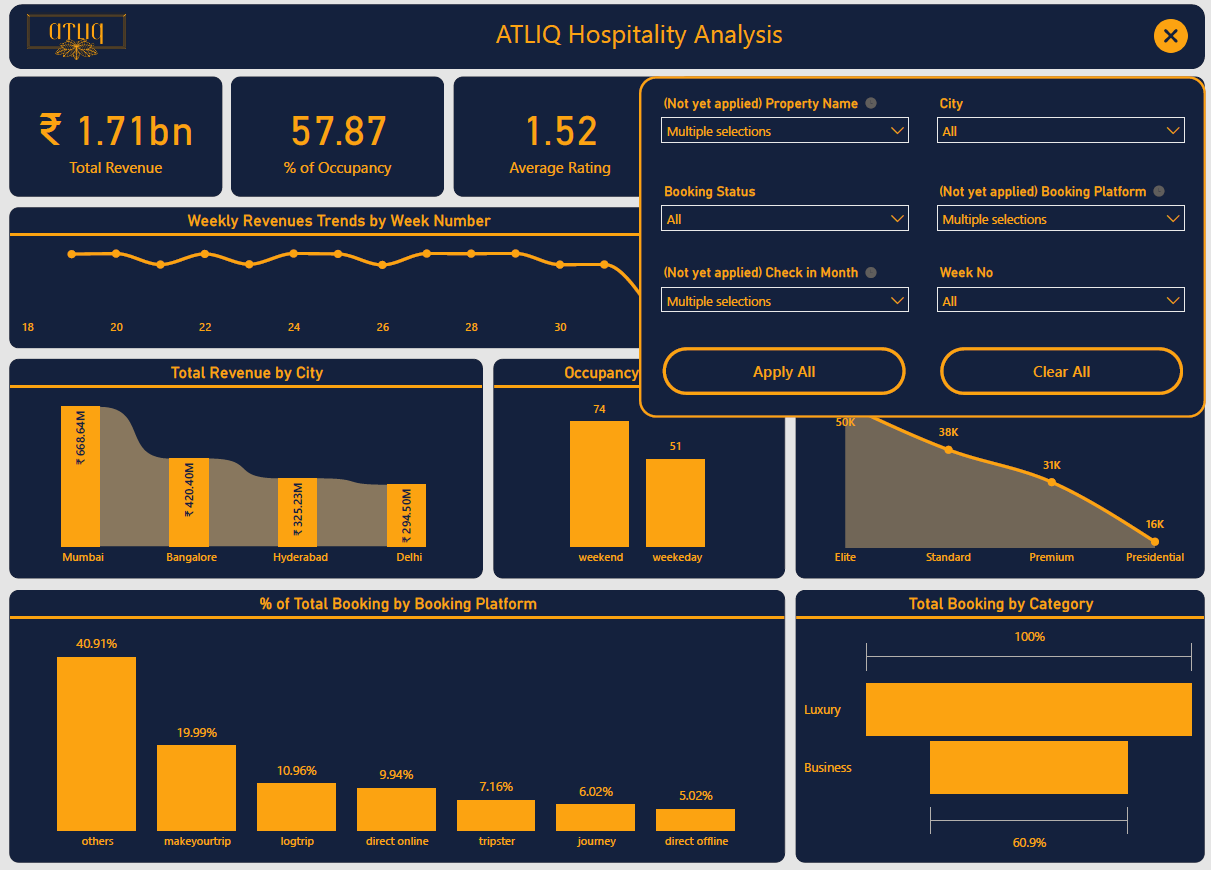 ATLIQ
ATLIQ Hospitality Analysis
₹ 1.71bn
Total Revenue
57.87
% of Occupancy
1.52
Average Rating
(Not yet applied) Property Name
Multiple selections
City
All
Booking Status
All
(Not yet applied) Booking Platform
Multiple selections
(Not yet applied) Check in Month
Multiple selections
Week No
All
Apply All
Clear All
Weekly Revenues Trends by Week Number
18 20 22 24 26 28 30
Total Revenue by City
₹ 668.64M
₹ 420.40M
₹ 325.23M
₹ 294.50M
Mumbai Bangalore Hyderabad Delhi
Occupancy
74
51
weekend weekeday
50K
38K
31K
16K
Elite Standard Premium Presidential
% of Total Booking by Booking Platform
40.91%
19.99%
10.96%
9.94%
7.16%
6.02%
5.02%
others makeyourtrip logtrip direct online tripster journey direct offline
Total Booking by Category
100%
Luxury
Business
60.9%